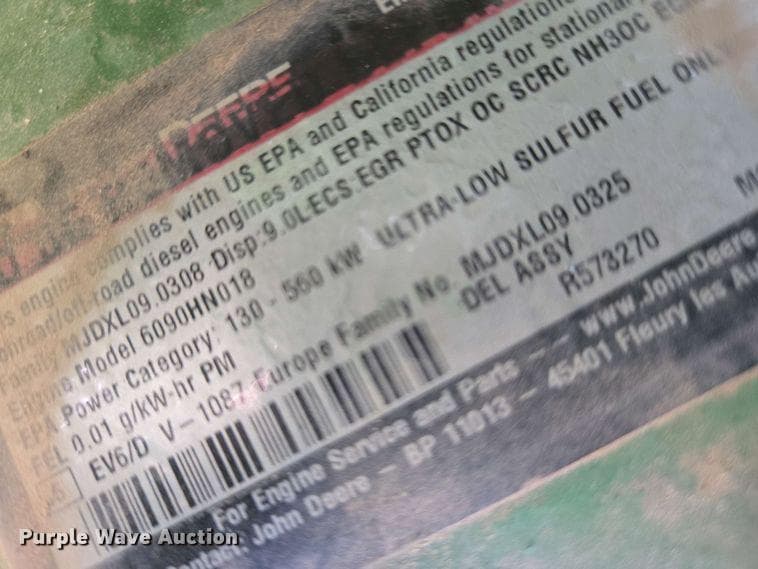 DEERE
engine complies with US EPA and California regulations
nonroad/off-road diesel engines and EPA regulations for stationary
Family MJDXL09.0308 Disp:9.0L ECS:EGR PTOX OC SCRC NH3OC
Engine Model 6090HN018
EPA Power Category: 130 - 560 kW ULTRA-LOW SULFUR FUEL ONLY
FEL 0.01 g/kW-hr PM
EV6/D V-1087 Europe Family No. MJDXL09.0325
DEL ASSY
R573270
For Engine Service and Parts -- www.JohnDeere
Contact: John Deere - BP 11013 - 45401 Fleury les
Purple Wave Auction